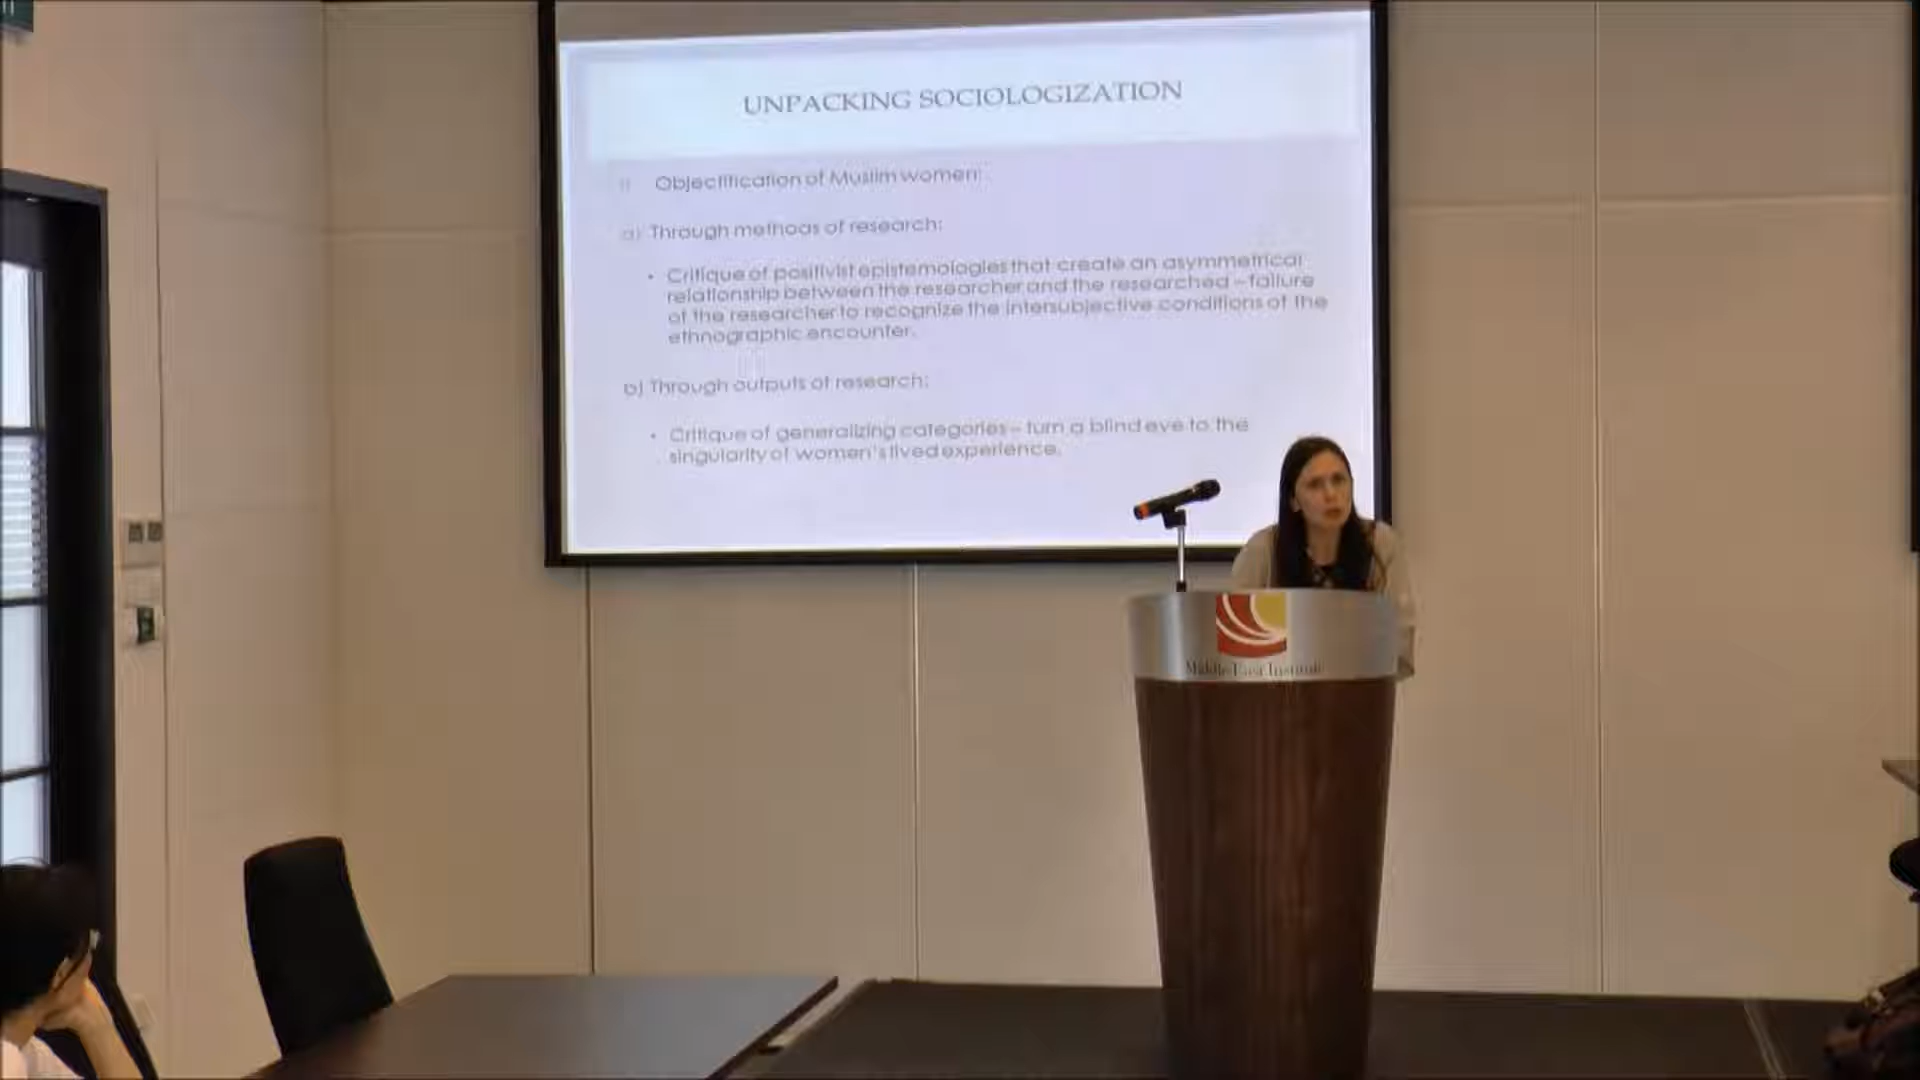 UNPACKING SOCIOLOGIZATION
i) Objectification of Muslim women:
a) Through methods of research:
• Critique of positivist epistemologies that create an asymmetrical
relationship between the researcher and the researched – failure
of the researcher to recognize the intersubjective conditions of the
ethnographic encounter.
b) Through outputs of research:
• Critique of generalizing categories – turn a blind eye to the
singularity of women's lived experience.
Middle East Institute